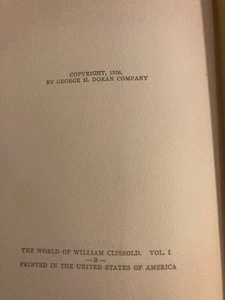 COPYRIGHT, 1926,
BY GEORGE H. DORAN COMPANY
THE WORLD OF WILLIAM CLISSOLD. VOL. I.
—B—
PRINTED IN THE UNITED STATES OF AMERICA